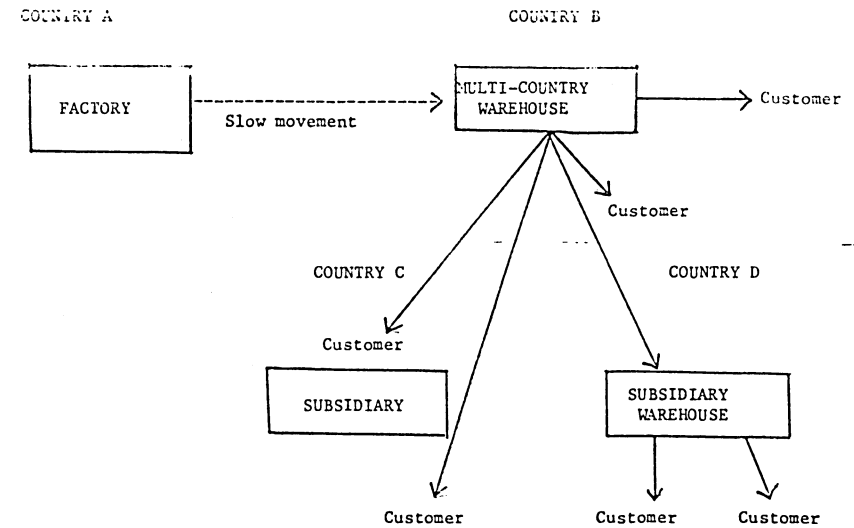 COUNTRY A
COUNTRY B
FACTORY
Slow movement
MULTI-COUNTRY
WAREHOUSE
Customer
Customer
COUNTRY C
COUNTRY D
Customer
SUBSIDIARY
SUBSIDIARY
WAREHOUSE
Customer
Customer
Customer